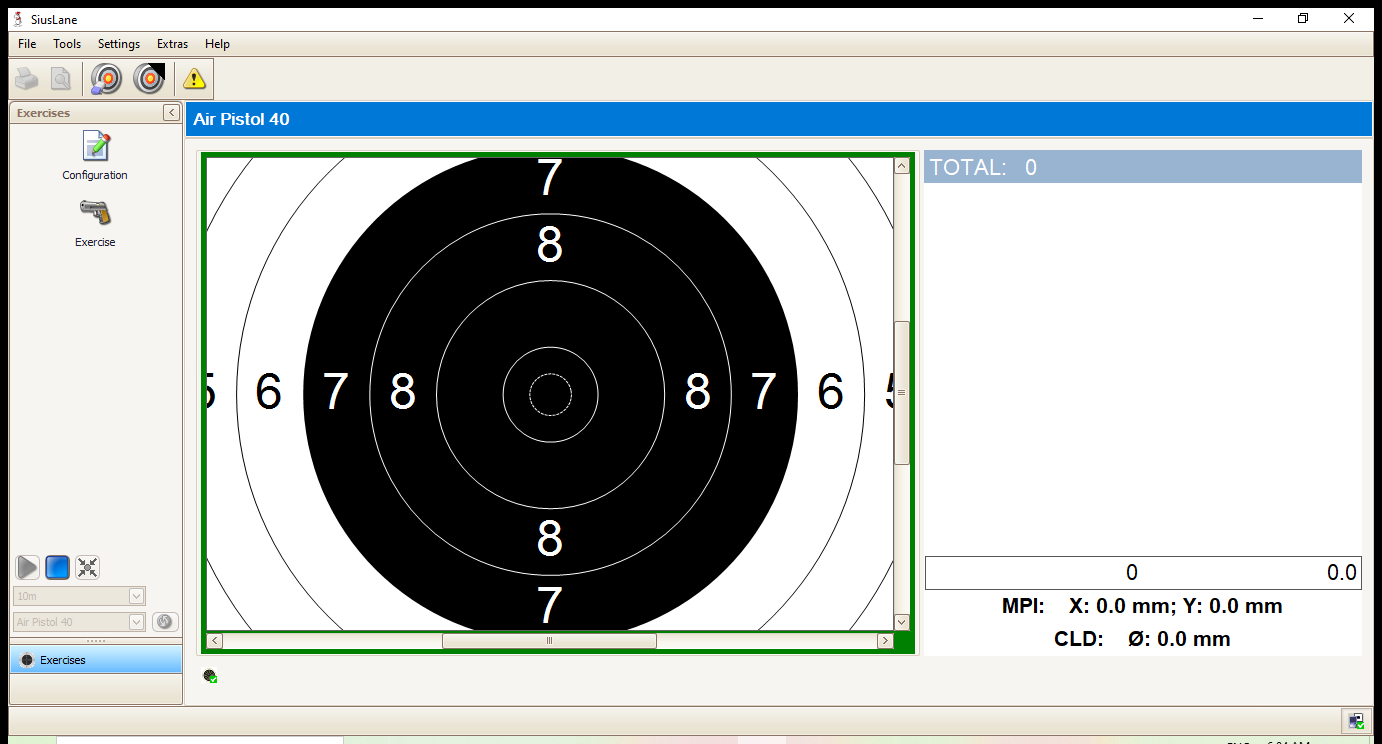 SiusLane
File Tools Settings Extras Help
Exercises
Configuration
Exercise
10m
Air Pistol 40
Exercises
Air Pistol 40
7
8
5 6 7 8 8 7 6 5
8
7
TOTAL: 0
0 0.0
MPI: X: 0.0 mm; Y: 0.0 mm
CLD: Ø: 0.0 mm